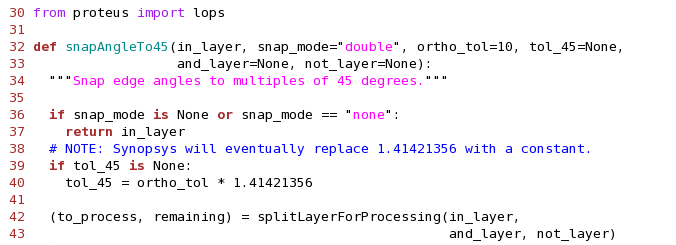 30 from proteus import lops
31
32 def snapAngleTo45(in_layer, snap_mode="double", ortho_tol=10, tol_45=None,
33                   and_layer=None, not_layer=None):
34   """Snap edge angles to multiples of 45 degrees."""
35
36   if snap_mode is None or snap_mode == "none":
37     return in_layer
38   # NOTE: Synopsys will eventually replace 1.41421356 with a constant.
39   if tol_45 is None:
40     tol_45 = ortho_tol * 1.41421356
41
42   (to_process, remaining) = splitLayerForProcessing(in_layer,
43                                                     and_layer, not_layer)